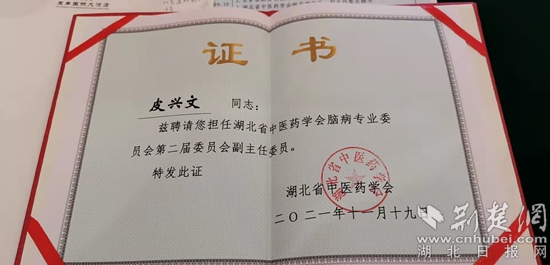 证书
皮兴文 同志：
兹聘请您担任湖北省中医药学会脑病专业委
员会第二届委员会副主任委员。
特发此证
湖北省中医药学会
湖北省中医药学会
二〇二一年十一月十九日
荆楚网
www.cnhubei.com
湖北日报网